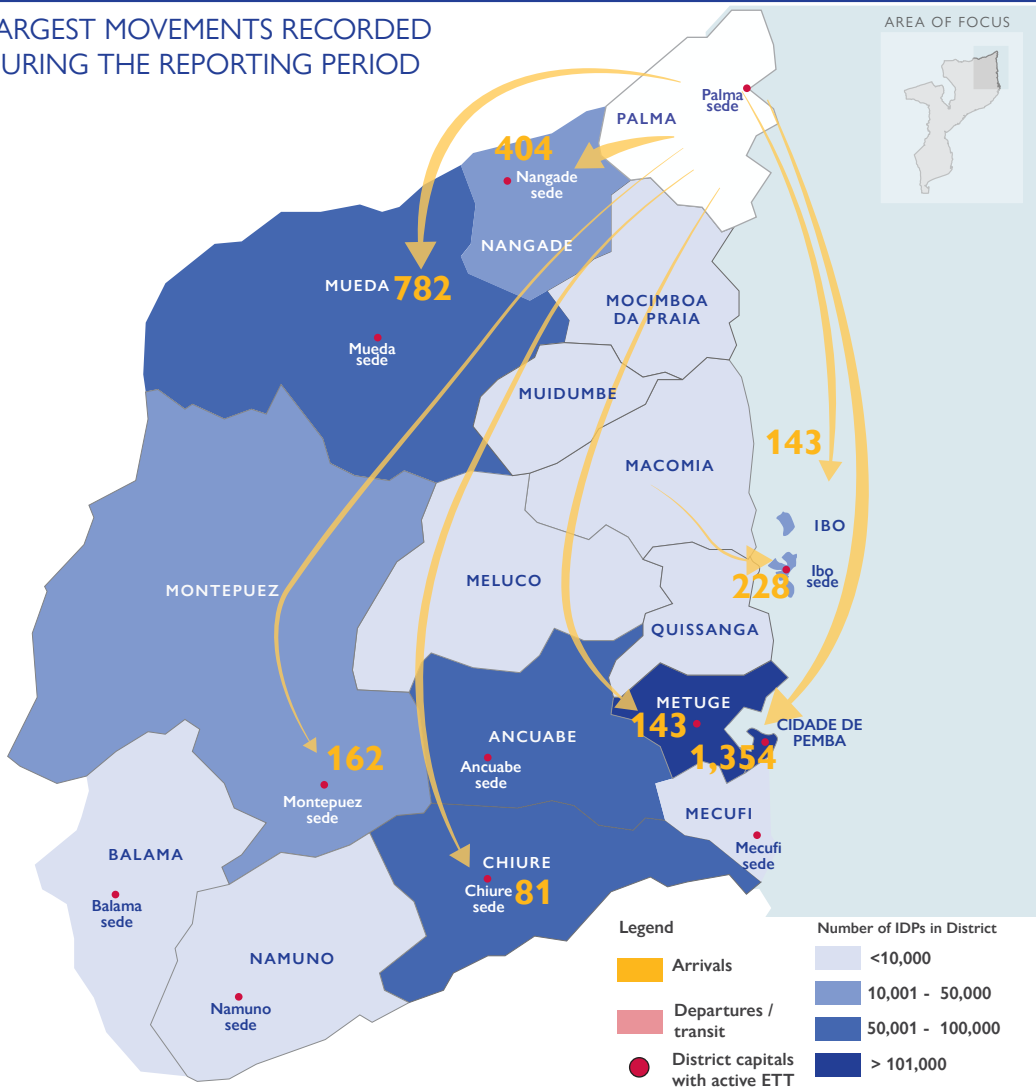 ARGEST MOVEMENTS RECORDED
URING THE REPORTING PERIOD
AREA OF FOCUS
Palma
sede
PALMA
404
Nangade
sede
NANGADE
MUEDA
782
Mueda
sede
MOCIMBOA
DA PRAIA
MUIDUMBE
MACOMIA
143
IBO
Ibo
sede
228
MONTEPUEZ
MELUCO
QUISSANGA
METUGE
143
CIDADE DE
PEMBA
1,354
ANCUABE
Ancuabe
sede
162
Montepuez
sede
MECUFI
Mecufi
sede
BALAMA
Balama
sede
CHIURE
Chiure
sede
81
NAMUNO
Namuno
sede
Legend
Arrivals
Departures /
transit
District capitals
with active ETT
Number of IDPs in District
<10,000
10,001 - 50,000
50,001 - 100,000
> 101,000